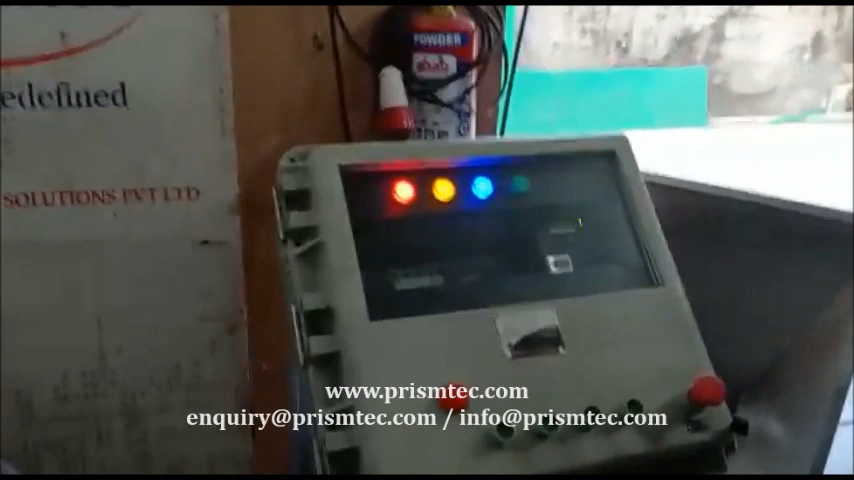 POWDER
edefined
SOLUTIONS PVT LTD
www.prismtec.com
enquiry@prismtec.com / info@prismtec.com